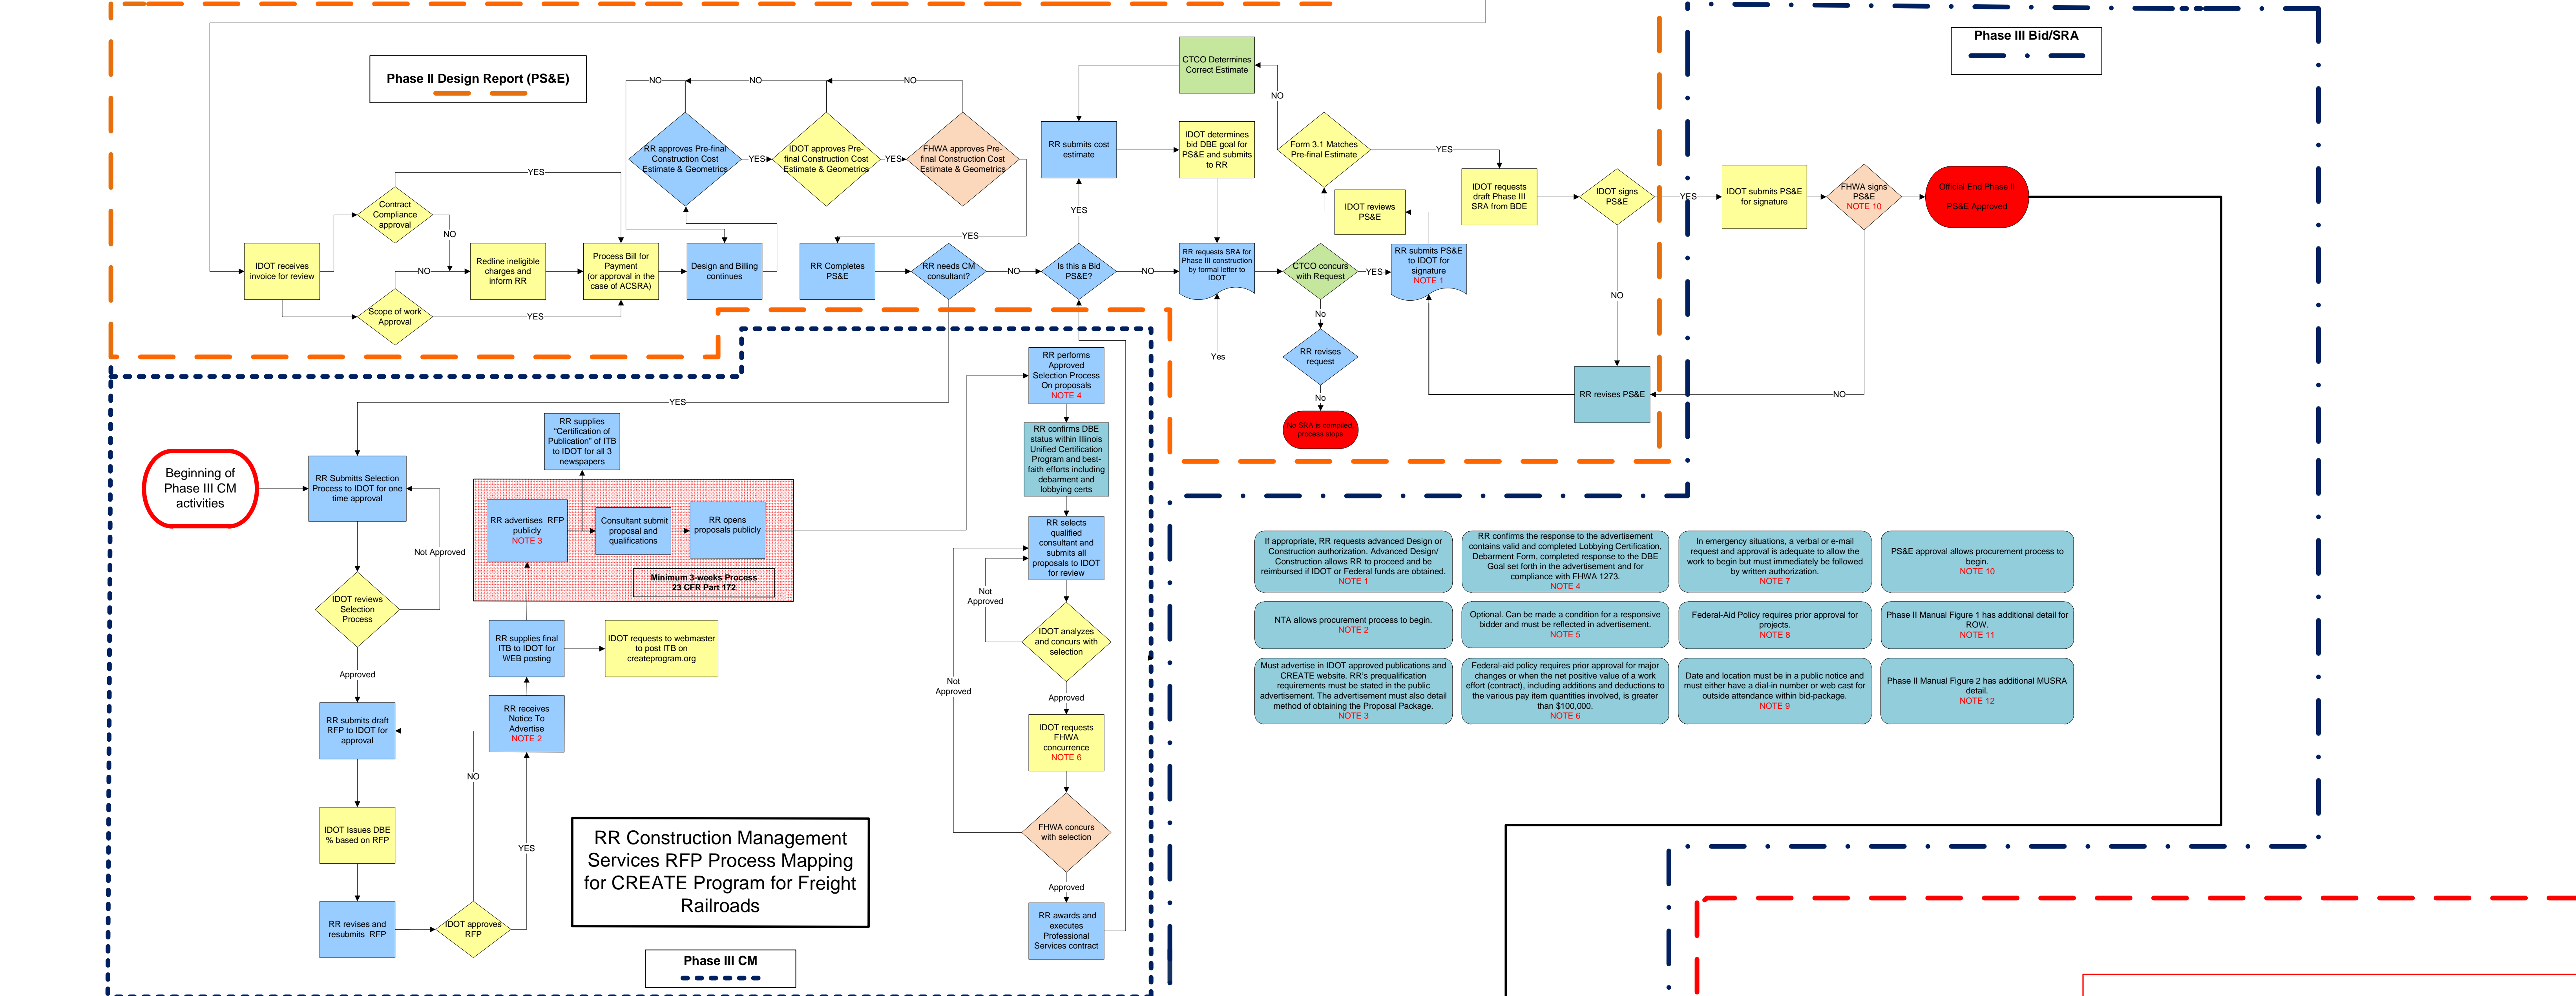 Phase II Design Report (PS&E)
Phase III Bid/SRA
CTCO Determines
Correct Estimate
NO
NO
NO
NO
RR approves Pre-final
Construction Cost
Estimate & Geometrics
YES
IDOT approves Pre-
final Construction Cost
Estimate & Geometrics
YES
FHWA approves Pre-
final Construction Cost
Estimate & Geometrics
YES
RR submits cost
estimate
IDOT determines
bid DBE goal for
PS&E and submits
to RR
Form 3.1 Matches
Pre-final Estimate
YES
IDOT reviews
PS&E
IDOT requests
draft Phase III
SRA from BDE
IDOT signs
PS&E
YES
IDOT submits PS&E
for signature
FHWA signs
PS&E
NOTE 10
Official End Phase II
PS&E Approved
YES
Contract
Compliance
approval
NO
IDOT receives
invoice for review
NO
Redline ineligible
charges and
inform RR
Process Bill for
Payment
(or approval in the
case of ACSRA)
Design and Billing
continues
Scope of work
Approval
YES
RR Completes
PS&E
RR needs CM
consultant?
NO
YES
Is this a Bid
PS&E?
NO
RR requests SRA for
Phase III construction
by formal letter to
IDOT
CTCO concurs
with Request
YES
RR submits PS&E
to IDOT for
signature
NOTE 1
NO
No
Yes
RR revises
request
No
No SRA is compiled,
process stops
RR revises PS&E
NO
YES
Beginning of
Phase III CM
activities
RR Submitts Selection
Process to IDOT for one
time approval
Not Approved
IDOT reviews
Selection
Process
Approved
RR submits draft
RFP to IDOT for
approval
IDOT Issues DBE
% based on RFP
RR revises and
resubmits RFP
IDOT approves
RFP
NO
YES
RR receives
Notice To
Advertise
NOTE 2
RR supplies final
ITB to IDOT for
WEB posting
IDOT requests to webmaster
to post ITB on
createprogram.org
RR supplies
“Certification of
Publication” of ITB
to IDOT for all 3
newspapers
RR advertises RFP
publicly
NOTE 3
Consultant submit
proposal and
qualifications
RR opens
proposals publicly
Minimum 3-weeks Process
23 CFR Part 172
RR performs
Approved
Selection Process
On proposals
NOTE 4
RR confirms DBE
status within Illinois
Unified Certification
Program and best-
faith efforts including
debarment and
lobbying certs
RR selects
qualified
consultant and
submits all
proposals to IDOT
for review
Not
Approved
IDOT analyzes
and concurs with
selection
Not
Approved
Approved
IDOT requests
FHWA
concurrence
NOTE 6
FHWA concurs
with selection
Approved
RR awards and
executes
Professional
Services contract
RR Construction Management
Services RFP Process Mapping
for CREATE Program for Freight
Railroads
Phase III CM
If appropriate, RR requests advanced Design or
Construction authorization. Advanced Design/
Construction allows RR to proceed and be
reimbursed if IDOT or Federal funds are obtained.
NOTE 1
RR confirms the response to the advertisement
contains valid and completed Lobbying Certification,
Debarment Form, completed response to the DBE
Goal set forth in the advertisement and for
compliance with FHWA 1273.
NOTE 4
In emergency situations, a verbal or e-mail
request and approval is adequate to allow the
work to begin but must immediately be followed
by written authorization.
NOTE 7
PS&E approval allows procurement process to
begin.
NOTE 10
NTA allows procurement process to begin.
NOTE 2
Optional. Can be made a condition for a responsive
bidder and must be reflected in advertisement.
NOTE 5
Federal-Aid Policy requires prior approval for
projects.
NOTE 8
Phase II Manual Figure 1 has additional detail for
ROW.
NOTE 11
Must advertise in IDOT approved publications and
CREATE website. RR's prequalification
requirements must be stated in the public
advertisement. The advertisement must also detail
method of obtaining the Proposal Package.
NOTE 3
Federal-aid policy requires prior approval for major
changes or when the net positive value of a work
effort (contract), including additions and deductions to
the various pay item quantities involved, is greater
than $100,000.
NOTE 6
Date and location must be in a public notice and
must either have a dial-in number or web cast for
outside attendance within bid-package.
NOTE 9
Phase II Manual Figure 2 has additional MUSRA
detail.
NOTE 12